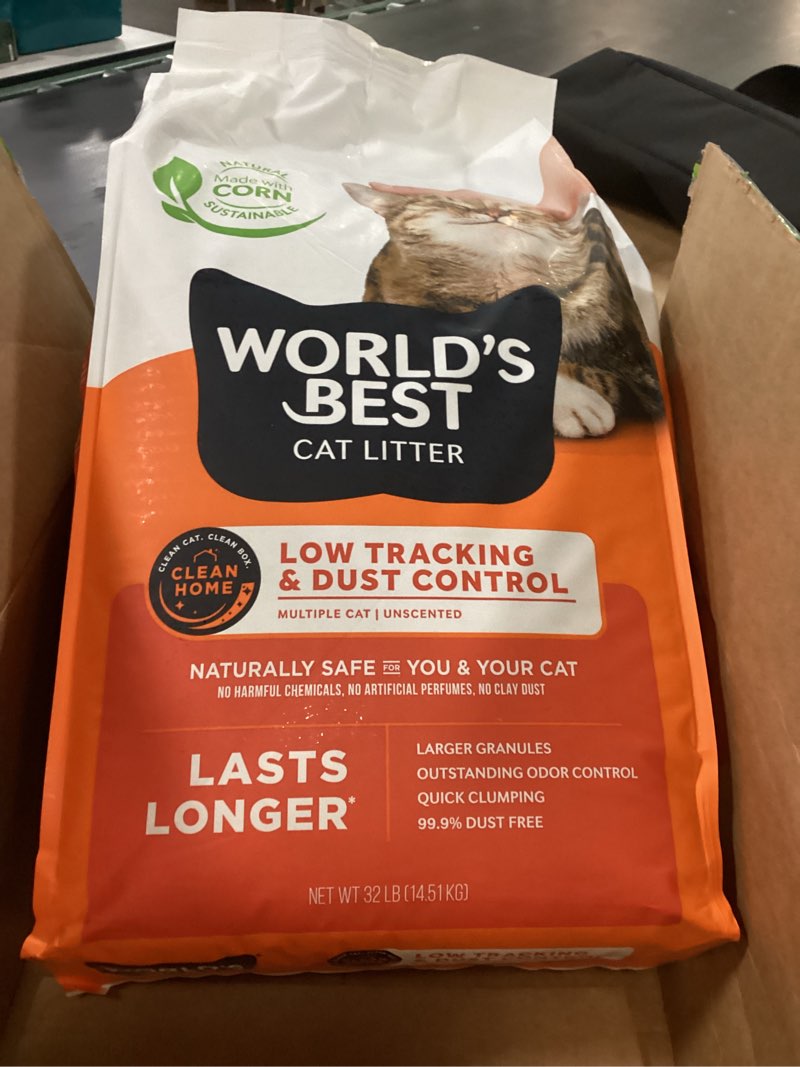 NATURAL
Made with
CORN
SUSTAINABLE
WORLD'S
BEST
CAT LITTER
CLEAN CAT. CLEAN BOX.
CLEAN
HOME
LOW TRACKING
& DUST CONTROL
MULTIPLE CAT | UNSCENTED
NATURALLY SAFE FOR YOU & YOUR CAT
NO HARMFUL CHEMICALS, NO ARTIFICIAL PERFUMES, NO CLAY DUST
LASTS
LONGER*
LARGER GRANULES
OUTSTANDING ODOR CONTROL
QUICK CLUMPING
99.9% DUST FREE
NET WT 32 LB (14.51 KG)
WORLD'S
LOW TRACKING